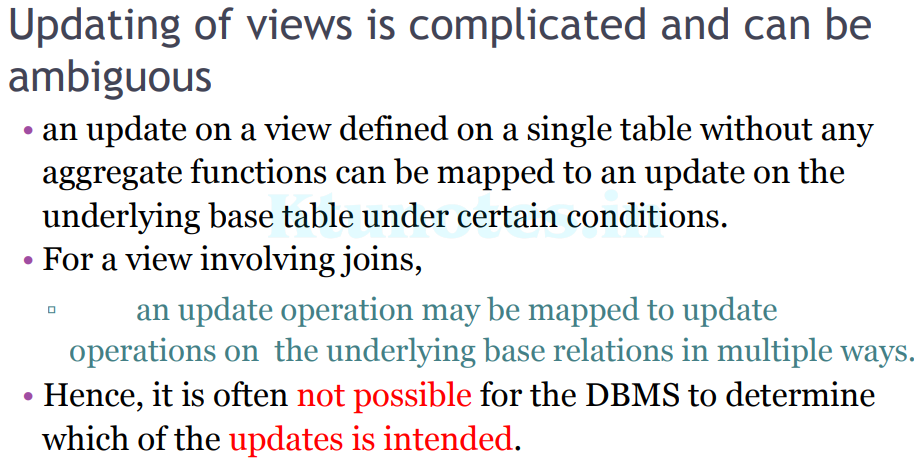 Updating of views is complicated and can be
ambiguous
• an update on a view defined on a single table without any
aggregate functions can be mapped to an update on the
underlying base table under certain conditions.
Ktunotes.in
• For a view involving joins,
▫ an update operation may be mapped to update
operations on the underlying base relations in multiple ways.
• Hence, it is often not possible for the DBMS to determine
which of the updates is intended.